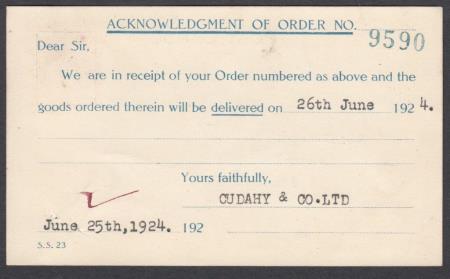 ACKNOWLEDGMENT OF ORDER NO. 9590
Dear Sir,
We are in receipt of your Order numbered as above and the
goods ordered therein will be delivered on 26th June 1924.
Yours faithfully,
CUDAHY & CO.LTD
June 25th,1924. 192
S.S. 23